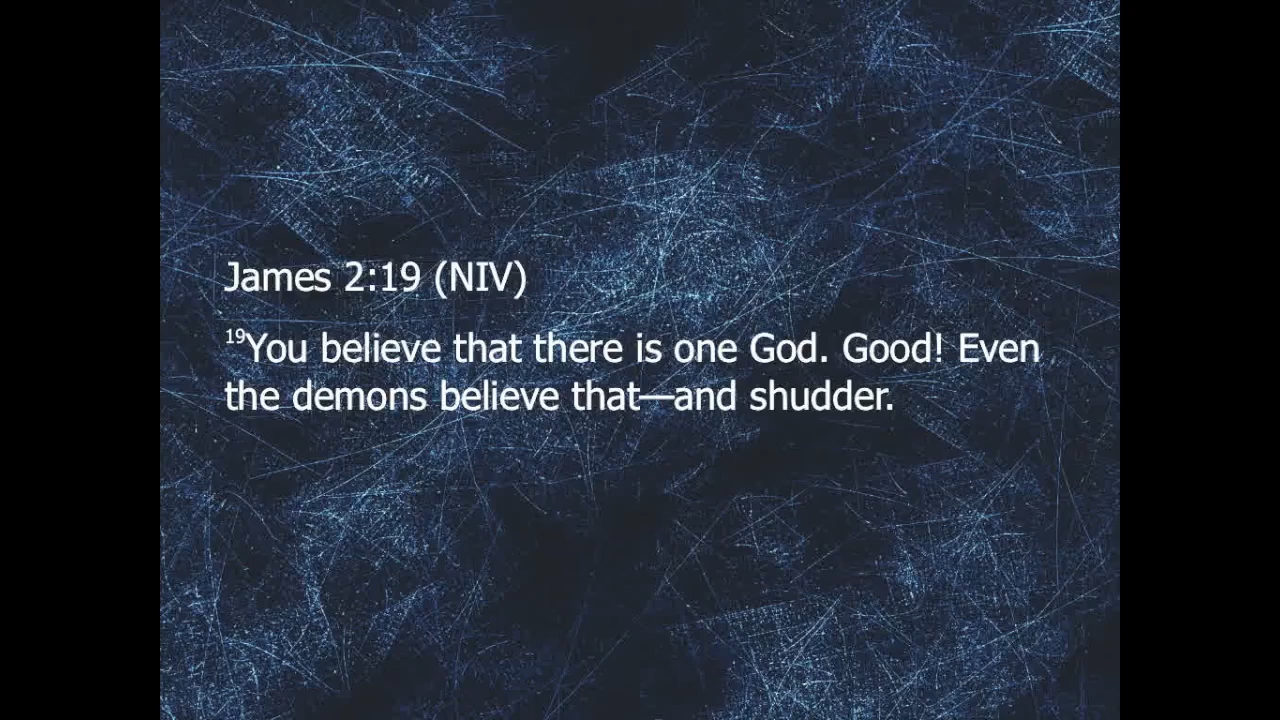 James 2:19 (NIV)
19You believe that there is one God. Good! Even
the demons believe that—and shudder.